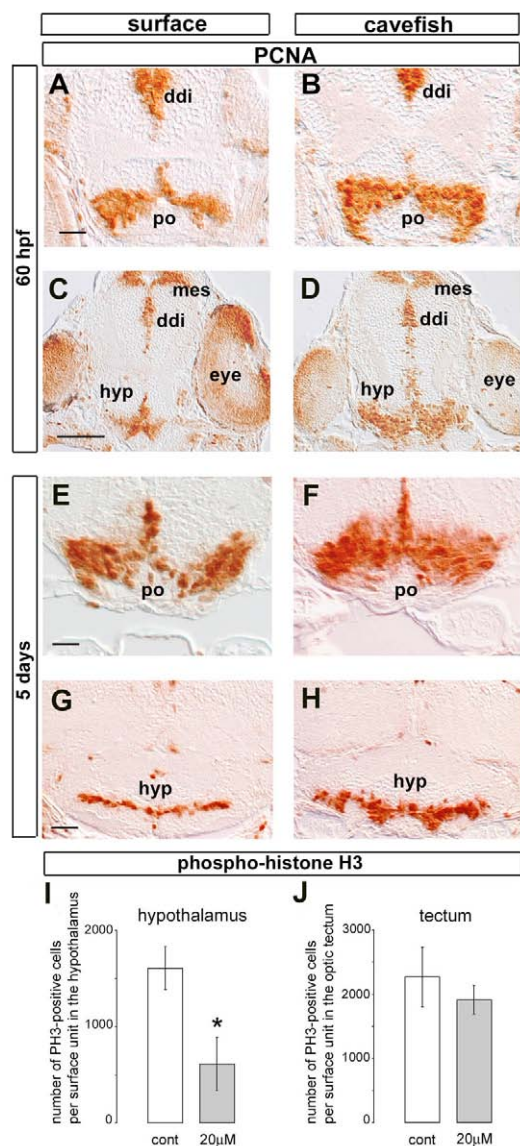 surface cavefish
PCNA
60 hpf
A ddi po
B ddi po
C mes ddi hyp eye
D mes ddi hyp eye
5 days
E po
F po
G hyp
H hyp
phospho-histone H3
I hypothalamus
number of PH3-positive cells
per surface unit in the hypothalamus
2000
1000
0
*
cont 20µM
J tectum
number of PH3-positive cells
per surface unit in the optic tectum
3000
2000
1000
0
cont 20µM